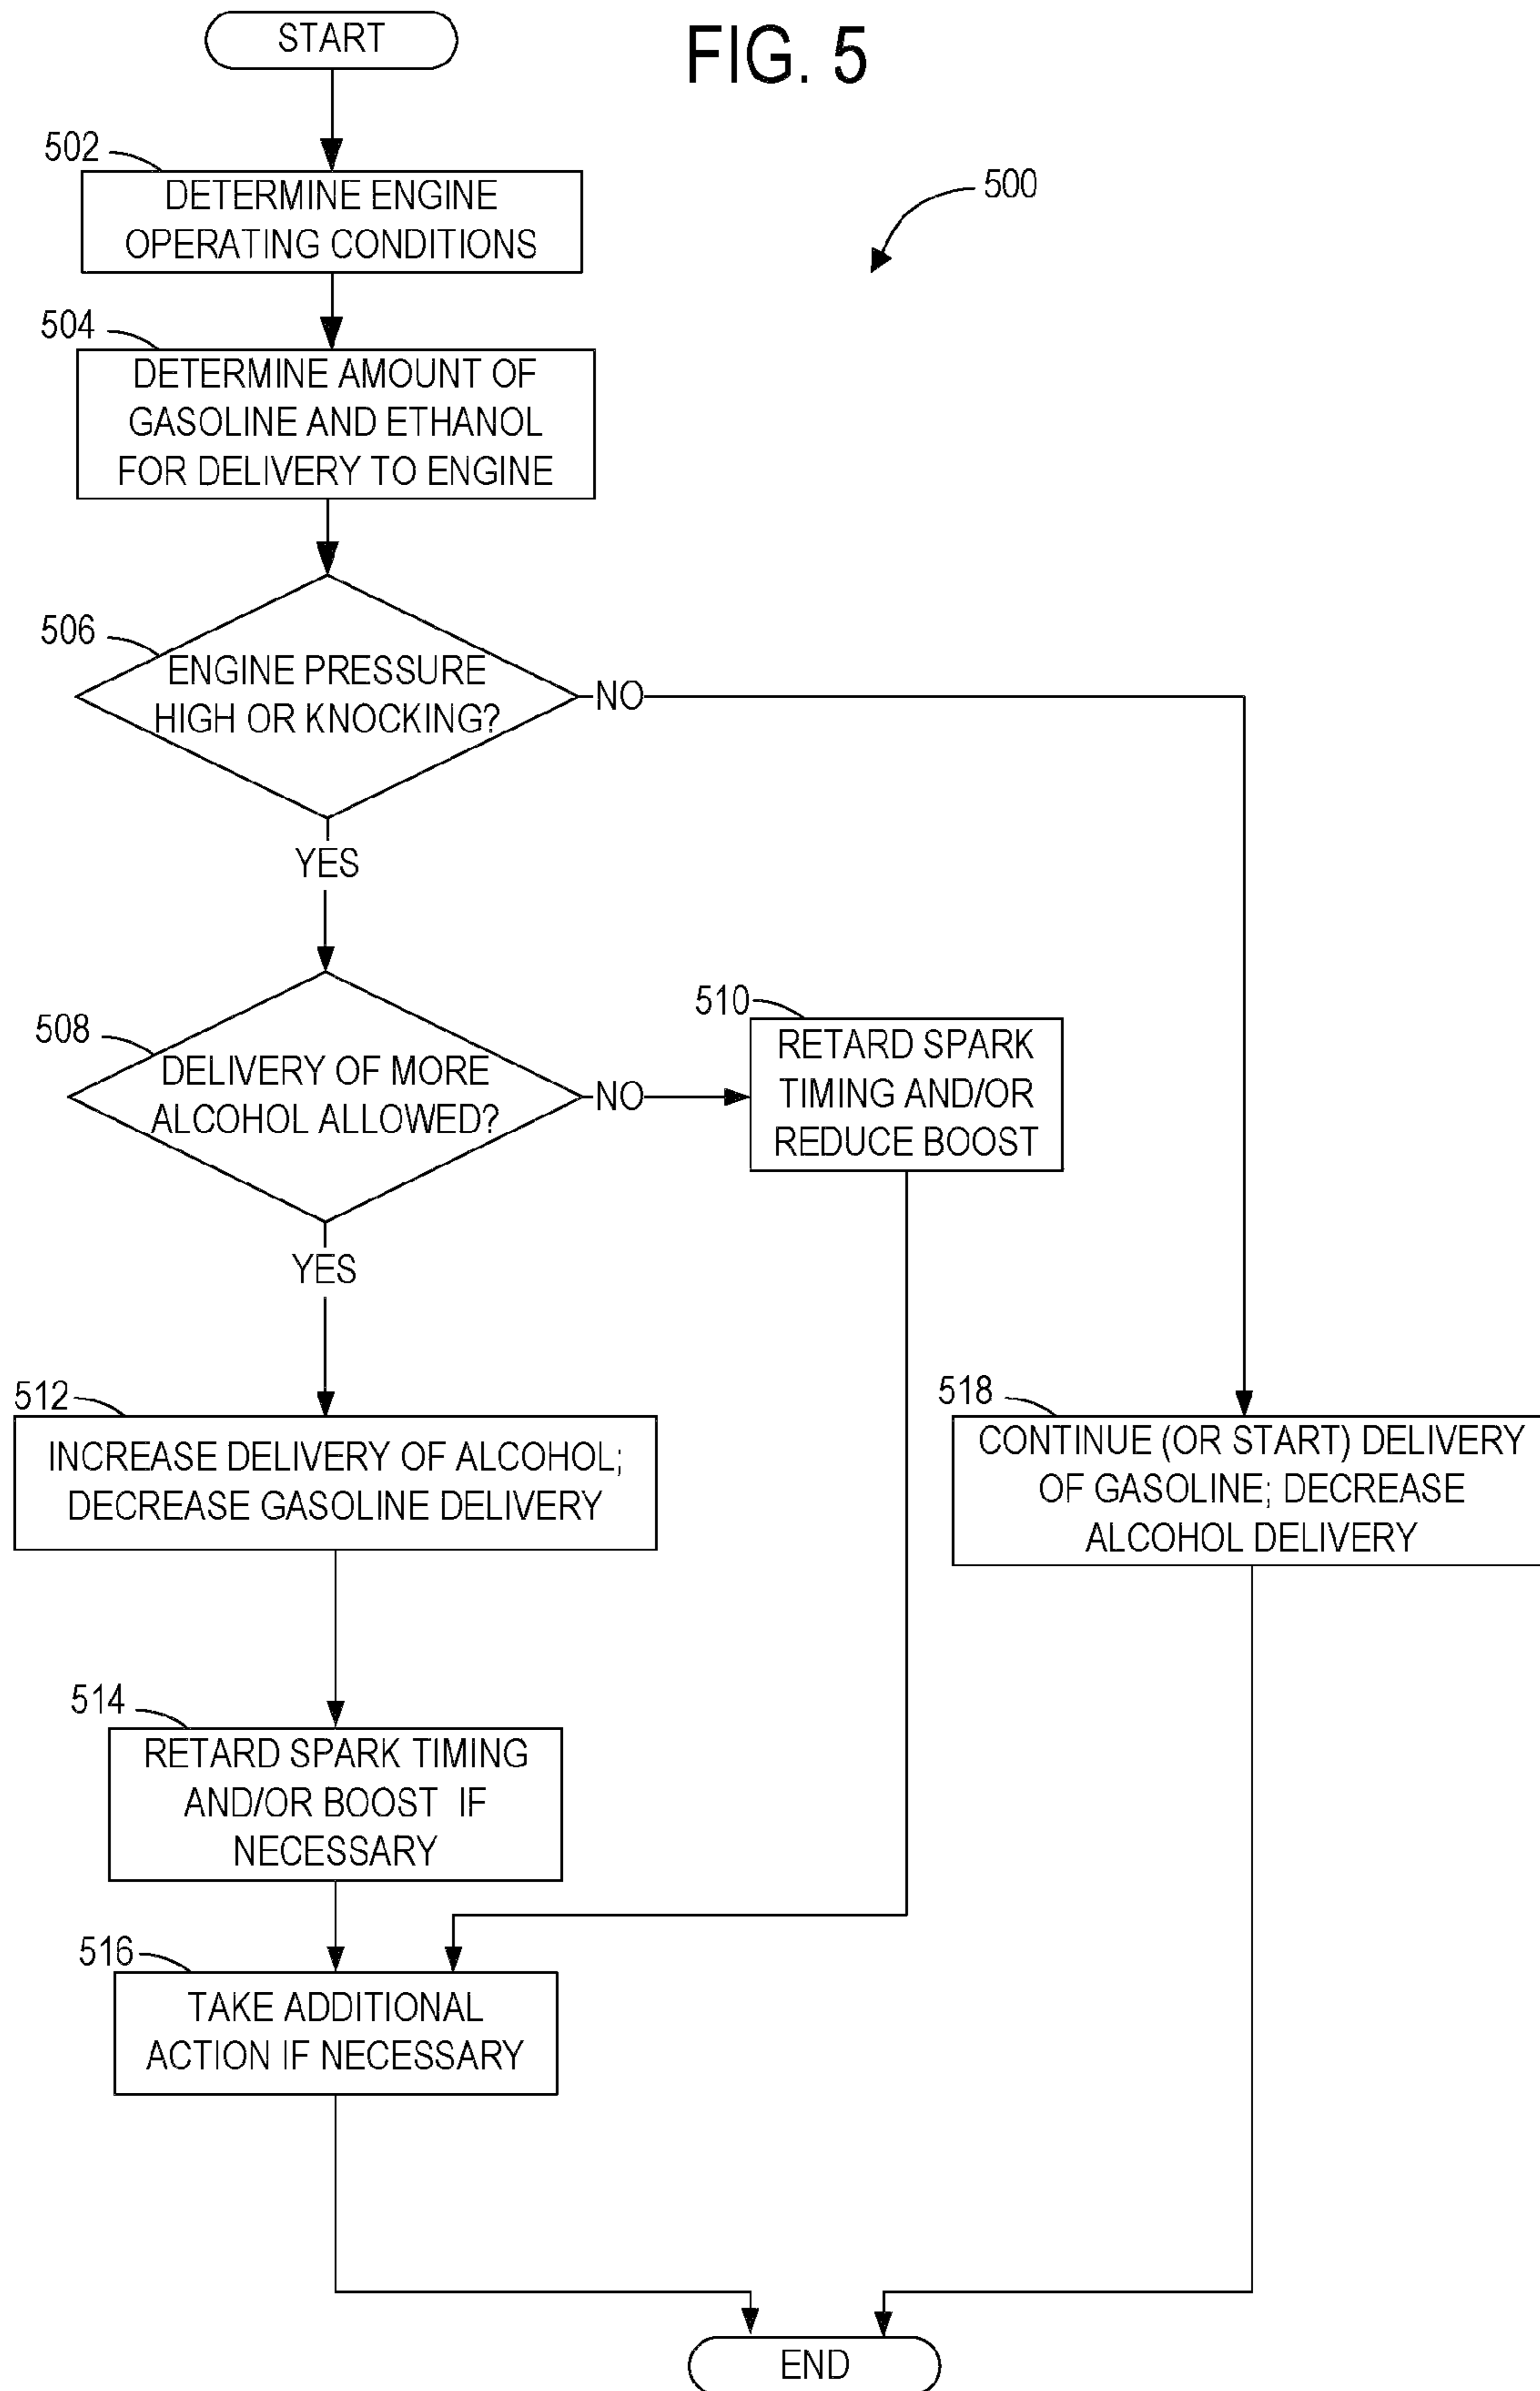 START
FIG. 5
502
DETERMINE ENGINE
OPERATING CONDITIONS
500
504
DETERMINE AMOUNT OF
GASOLINE AND ETHANOL
FOR DELIVERY TO ENGINE
506
ENGINE PRESSURE
HIGH OR KNOCKING?
NO
YES
508
DELIVERY OF MORE
ALCOHOL ALLOWED?
NO
510
RETARD SPARK
TIMING AND/OR
REDUCE BOOST
YES
512
INCREASE DELIVERY OF ALCOHOL;
DECREASE GASOLINE DELIVERY
518
CONTINUE (OR START) DELIVERY
OF GASOLINE; DECREASE
ALCOHOL DELIVERY
514
RETARD SPARK TIMING
AND/OR BOOST IF
NECESSARY
516
TAKE ADDITIONAL
ACTION IF NECESSARY
END